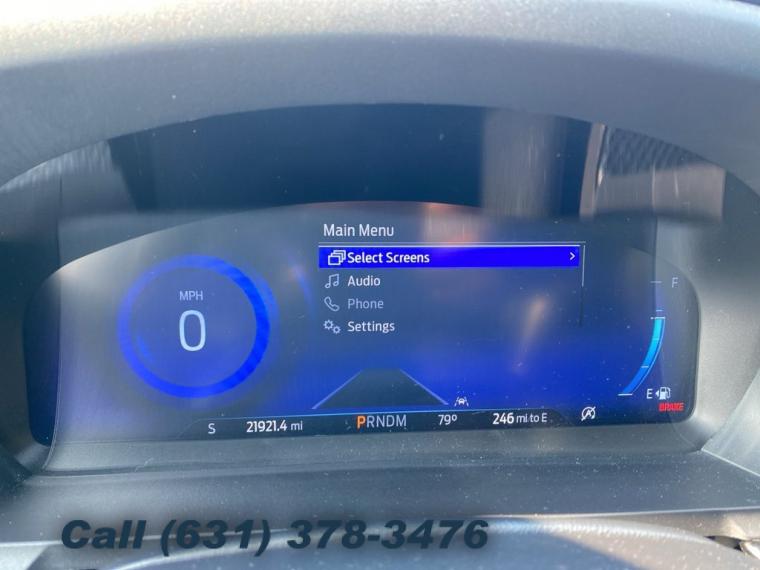 Main Menu
Select Screens >
Audio
Phone
Settings
MPH
0
F
E
BRAKE
S 21921.4 mi PRNDM 79° 246 mi to E
Call (631) 378-3476